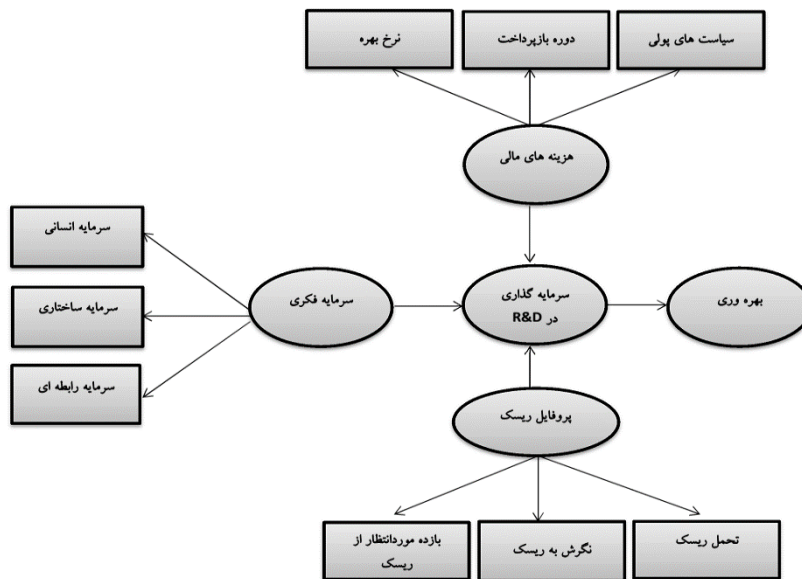 سیاست های پولی
دوره بازپرداخت
نرخ بهره
هزینه های مالی
سرمایه انسانی
سرمایه ساختاری
سرمایه رابطه ای
سرمایه فکری
سرمایه گذاری
در R&D
بهره وری
پروفایل ریسک
تحمل ریسک
نگرش به ریسک
بازده موردانتظار از
ریسک